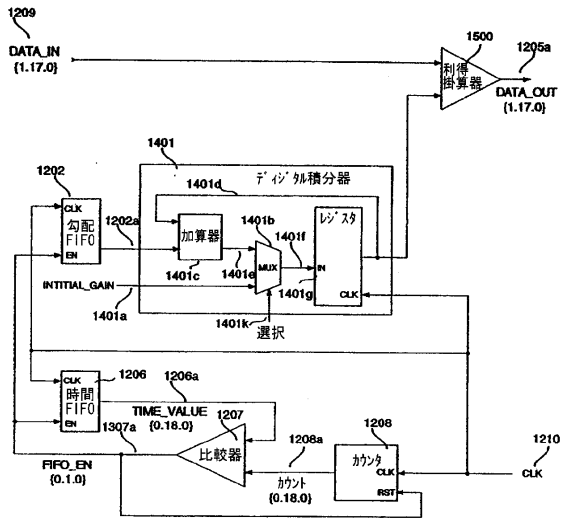 1209
DATA_IN
{1.17.0}
1500
利得
掛算器
1205a
DATA_OUT
{1.17.0}
1401
ディジタル積分器
1401d
1202
CLK
勾配
FIFO
EN
1202a
加算器
1401c
1401b
MUX
1401e
1401f
レジスタ
IN
1401g
CLK
INTITIAL_GAIN
1401a
1401k
選択
CLK
時間
FIFO
EN
1206
1206a
TIME_VALUE
{0.18.0}
1207
比較器
1307a
FIFO_EN
{0.1.0}
1208a
カウント
{0.18.0}
1208
カウンタ
CLK
RST
1210
CLK